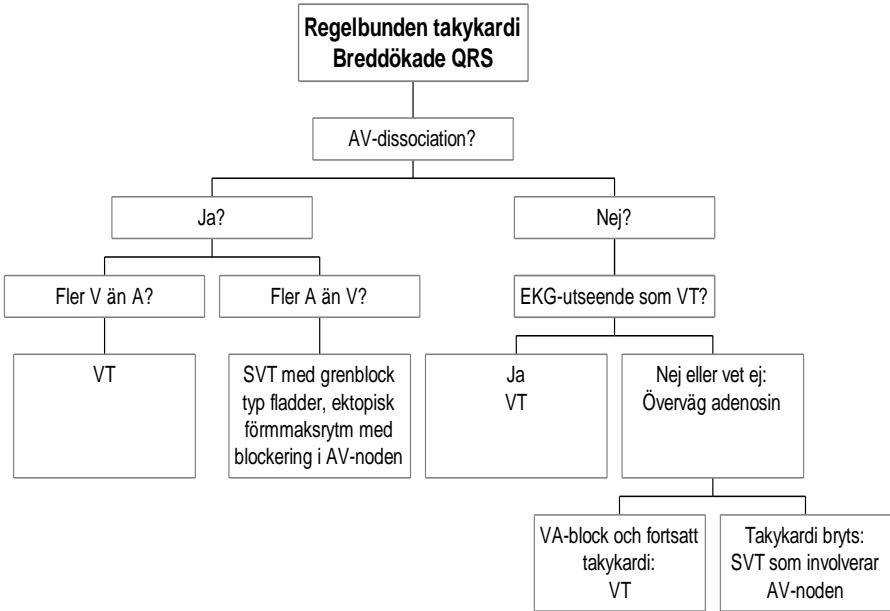 Regelbunden takykardi
Breddökade QRS
AV-dissociation?
Ja?
Nej?
Fler V än A?
Fler A än V?
EKG-utseende som VT?
VT
SVT med grenblock
typ fladder, ektopisk
förmmaksrytm med
blockering i AV-noden
Ja
VT
Nej eller vet ej:
Överväg adenosin
VA-block och fortsatt
takykardi:
VT
Takykardi bryts:
SVT som involverar
AV-noden